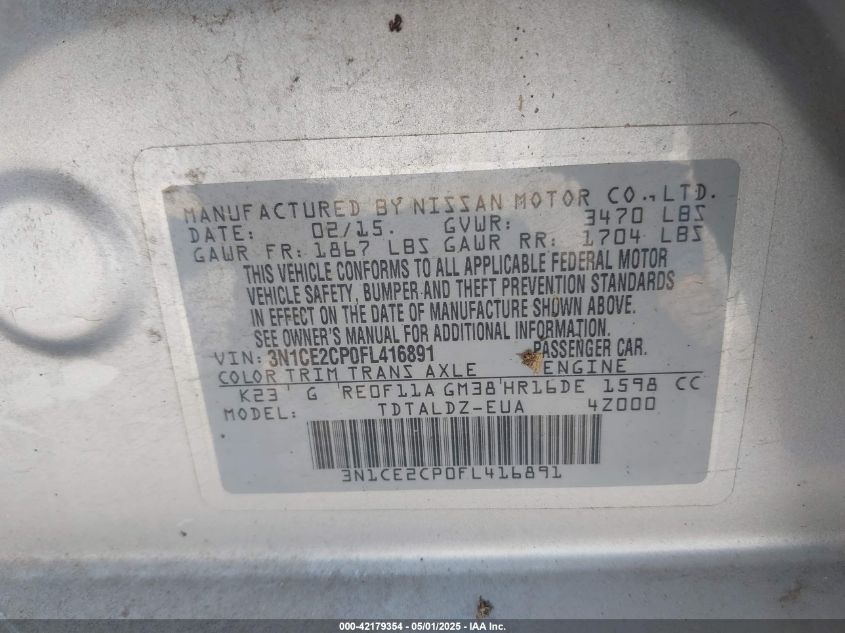 MANUFACTURED BY NISSAN MOTOR CO., LTD.
DATE: 02/15. GVWR: 3470 LBS
GAWR FR: 1867 LBS GAWR RR: 1704 LBS
THIS VEHICLE CONFORMS TO ALL APPLICABLE FEDERAL MOTOR
VEHICLE SAFETY, BUMPER AND THEFT PREVENTION STANDARDS
IN EFFECT ON THE DATE OF MANUFACTURE SHOWN ABOVE.
SEE OWNER'S MANUAL FOR ADDITIONAL INFORMATION.
VIN: 3N1CE2CP0FL416891 PASSENGER CAR.
COLOR TRIM TRANS AXLE ENGINE
K23 G RE0F11A GM38 HR16DE 1598 CC
MODEL: TDTALDZ-EUA 4Z000
3N1CE2CP0FL416891
000-42179354 - 05/01/2025 - IAA Inc.